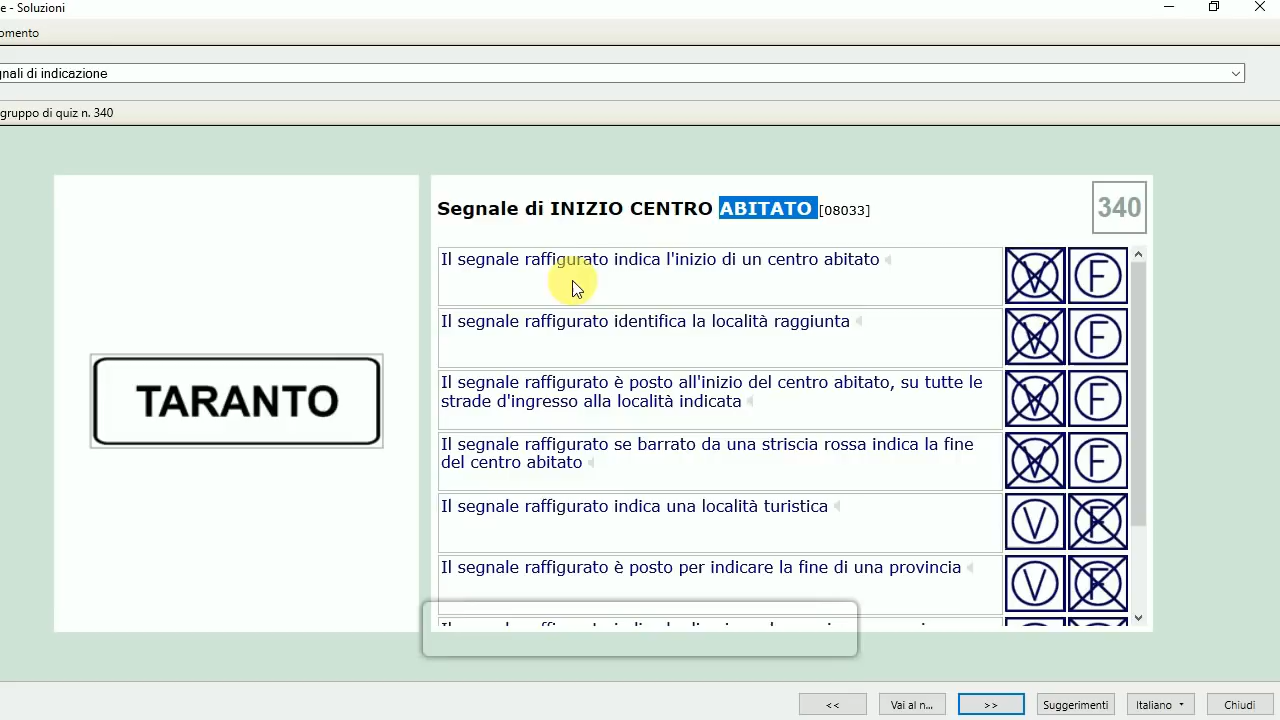 e - Soluzioni
omento
gnali di indicazione
gruppo di quiz n. 340
Segnale di INIZIO CENTRO ABITATO [08033]
340
TARANTO
Il segnale raffigurato indica l'inizio di un centro abitato
V F
Il segnale raffigurato identifica la località raggiunta
V F
Il segnale raffigurato è posto all'inizio del centro abitato, su tutte le
strade d'ingresso alla località indicata
V F
Il segnale raffigurato se barrato da una striscia rossa indica la fine
del centro abitato
V F
Il segnale raffigurato indica una località turistica
V F
Il segnale raffigurato è posto per indicare la fine di una provincia
V F
<<
Vai al n...
>>
Suggerimenti
Italiano
Chiudi